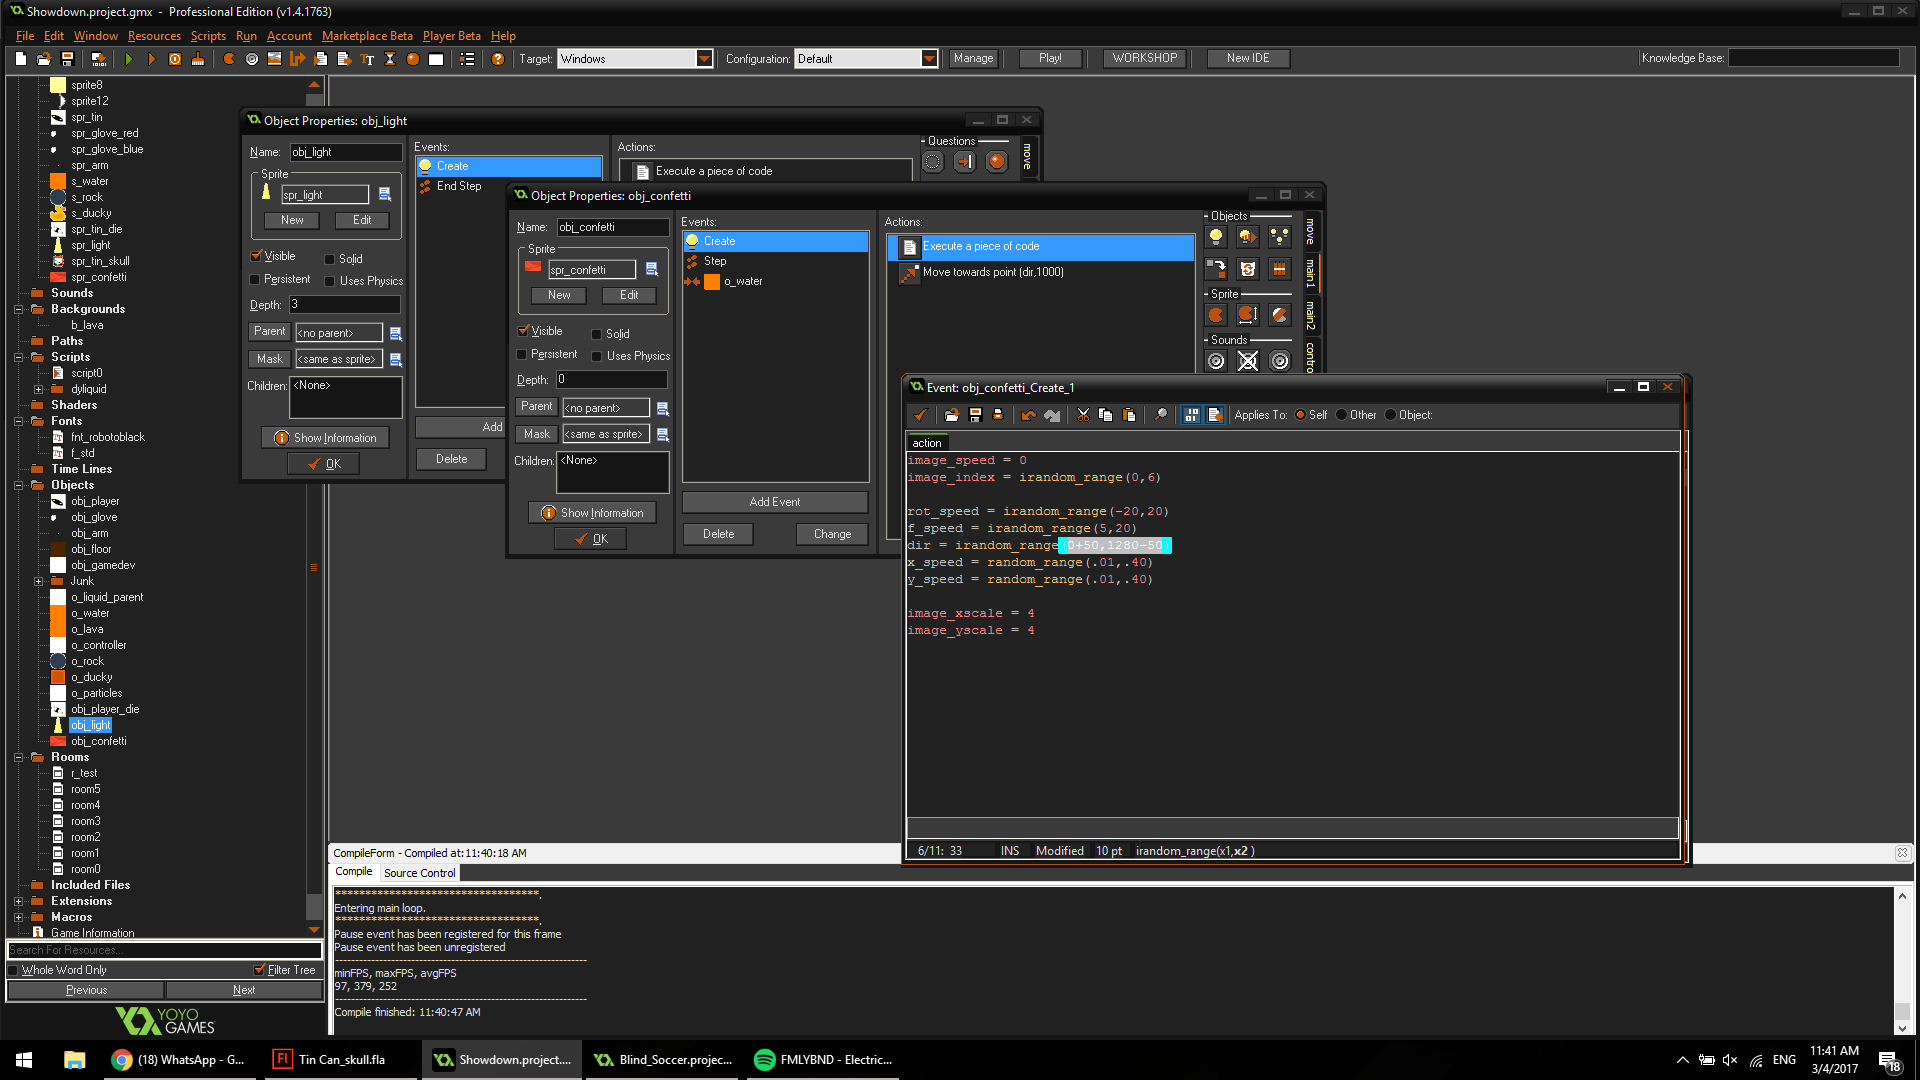 Showdown.project.gmx  -  Professional Edition (v1.4.1763)
File Edit Window Resources Scripts Run Account Marketplace Beta Player Beta Help
Target: Windows Configuration: Default Manage Play! WORKSHOP New IDE Knowledge Base:
sprite8
sprite12
spr_tin
spr_glove_red
spr_glove_blue
spr_arm
s_water
s_rock
s_ducky
spr_tin_die
spr_light
spr_tin_skull
spr_confetti
Sounds
Backgrounds
b_lava
Paths
Scripts
script0
dyliquid
Shaders
Fonts
fnt_robotoblack
f_std
Time Lines
Objects
obj_player
obj_glove
obj_arm
obj_floor
obj_gamedev
Junk
o_liquid_parent
o_water
o_lava
o_controller
o_rock
o_ducky
o_particles
obj_player_die
obj_light
obj_confetti
Rooms
r_test
room5
room4
room3
room2
room1
room0
Included Files
Extensions
Macros
Game Information
Search For Resources...
Whole Word Only Filter Tree
Previous Next
YOYO GAMES
Object Properties: obj_light
Name: obj_light
Sprite
spr_light
New Edit
Visible Solid
Persistent Uses Physics
Depth: 3
Parent <no parent>
Mask <same as sprite>
Children: <None>
Show Information
OK
Events:
Create
End Step
Add
Delete
Actions:
Execute a piece of code
Questions
move
Object Properties: obj_confetti
Name: obj_confetti
Sprite
spr_confetti
New Edit
Visible Solid
Persistent Uses Physics
Depth: 0
Parent <no parent>
Mask <same as sprite>
Children: <None>
Show Information
OK
Events:
Create
Step
o_water
Add Event
Delete Change
Actions:
Execute a piece of code
Move towards point (dir,1000)
Objects
Sprite
Sounds
move
main1
main2
contro
Event: obj_confetti_Create_1
Applies To: Self Other Object:
action
image_speed = 0
image_index = irandom_range(0,6)
rot_speed = irandom_range(-20,20)
f_speed = irandom_range(5,20)
dir = irandom_range(0+50,1280-50)
x_speed = random_range(.01,.40)
y_speed = random_range(.01,.40)
image_xscale = 4
image_yscale = 4
6/11: 33 INS Modified 10 pt irandom_range(x1,x2 )
CompileForm - Compiled at:11:40:18 AM
Compile Source Control
**********************************.
Entering main loop.
**********************************.
Pause event has been registered for this frame
Pause event has been unregistered
minFPS, maxFPS, avgFPS
97, 379, 252
Compile finished: 11:40:47 AM
(18) WhatsApp - G... Tin Can_skull.fla Showdown.project.... Blind_Soccer.projec... FMLYBND - Electric... ENG 11:41 AM
3/4/2017 18